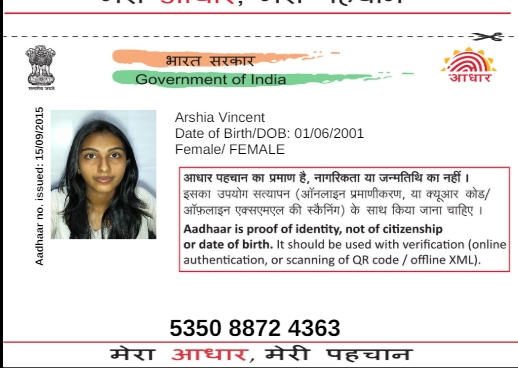 मेरा आधार, मेरी पहचान
भारत सरकार
Government of India
सत्यमेव जयते
आधार
Aadhaar no. issued: 15/09/2015
Arshia Vincent
Date of Birth/DOB: 01/06/2001
Female/ FEMALE
आधार पहचान का प्रमाण है, नागरिकता या जन्मतिथि का नहीं ।
इसका उपयोग सत्यापन (ऑनलाइन प्रमाणीकरण, या क्यूआर कोड/
ऑफ़लाइन एक्सएमएल की स्कैनिंग) के साथ किया जाना चाहिए ।
Aadhaar is proof of identity, not of citizenship
or date of birth. It should be used with verification (online
authentication, or scanning of QR code / offline XML).
5350 8872 4363
मेरा आधार, मेरी पहचान